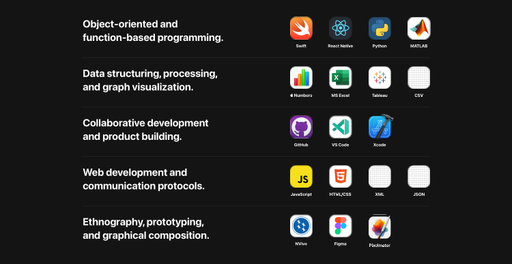 Object-oriented and
function-based programming.
Swift
React Native
Python
MATLAB
Data structuring, processing,
and graph visualization.
Numbers
MS Excel
Tableau
CSV
Collaborative development
and product building.
GitHub
VS Code
Xcode
Web development and
communication protocols.
JS
JavaScript
HTML/CSS
XML
JSON
Ethnography, prototyping,
and graphical composition.
NVivo
Figma
Pixelmator